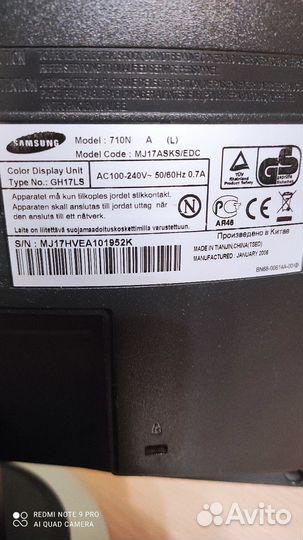 SAMSUNG
Model : 710N A (L)
Model Code : MJ17ASKS/EDC
Color Display Unit
Type No.: GH17LS
AC100-240V~ 50/60Hz 0.7A
TÜV
GS
Apparatet må kun tilkoples jordet stikkontakt.
Apparaten skall anslutas till jordat uttag när
den ansluts till ett nätverk.
Laite on liitettävä suojamaadoituskoskettimilla varustettuun.
АЯ46
S/N : MJ17HVEA101952K
Произведено в Китае
MADE IN TIANJIN,CHINA(TSED)
MANUFACTURED : JANUARY 2006
REDMI NOTE 9 PRO
AI QUAD CAMERA
Avito